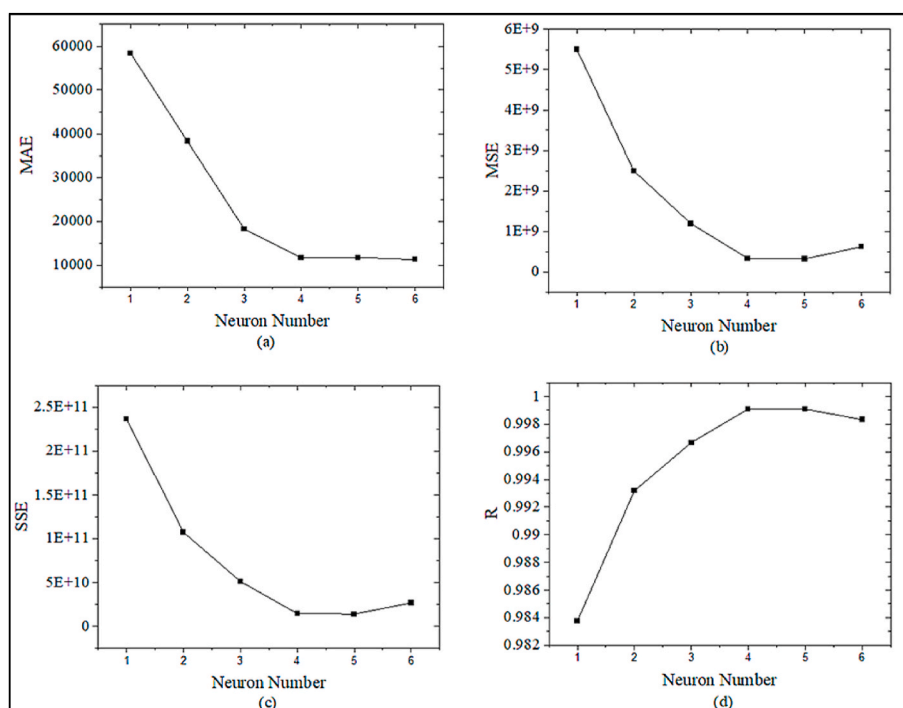 60000
50000
40000
30000
20000
10000
MAE
1 2 3 4 5 6
Neuron Number
(a)
6E+9
5E+9
4E+9
3E+9
2E+9
1E+9
0
MSE
1 2 3 4 5 6
Neuron Number
(b)
2.5E+11
2E+11
1.5E+11
1E+11
5E+10
0
SSE
1 2 3 4 5 6
Neuron Number
(c)
1
0.998
0.996
0.994
0.992
0.99
0.988
0.986
0.984
0.982
R
1 2 3 4 5 6
Neuron Number
(d)